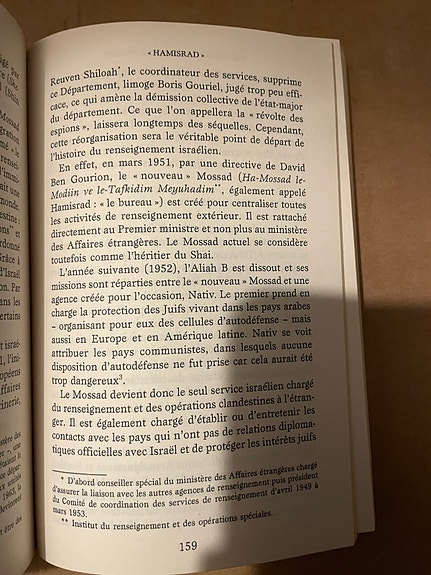 « HAMISRAD »
Reuven Shiloah*, le coordinateur des services, supprime
ce Département, limoge Boris Gouriel, jugé trop peu effi-
cace, ce qui amène la démission collective de l'état-major
du département. Ce que l'on appellera la « révolte des
espions », laissera longtemps des séquelles. Cependant,
cette réorganisation sera le véritable point de départ de
l'histoire du renseignement israélien.
En effet, en mars 1951, par une directive de David
Ben Gourion, le « nouveau » Mossad (Ha-Mossad le-
Modiin ve le-Tafkidim Meyuhadim**, également appelé
Hamisrad : « le bureau ») est créé pour centraliser toutes
les activités de renseignement extérieur. Il est rattaché
directement au Premier ministre et non plus au ministre
des Affaires étrangères. Le Mossad actuel se considère
toutefois comme l'héritier du Shai.
L'année suivante (1952), l'Aliah B est dissout et ses
missions sont réparties entre le « nouveau » Mossad et une
agence créée pour l'occasion, Nativ. Le premier prend en
charge la protection des Juifs vivant dans les pays arabes
– organisant pour eux des cellules d'autodéfense – mais
aussi en Europe et en Amérique latine. Nativ se voit
attribuer les pays communistes, dans lesquels aucune
disposition d'autodéfense ne fut prise car cela aurait été
trop dangereux³.
Le Mossad devient donc le seul service israélien chargé
du renseignement et des opérations clandestines à l'étran-
ger. Il est également chargé d'établir ou d'entretenir les
contacts avec les pays qui n'ont pas de relations diploma-
tiques officielles avec Israël et de protéger les intérêts juifs
* D'abord conseiller spécial du ministère des Affaires étrangères chargé
d'assurer la liaison avec les autres agences de renseignement puis président
du Comité de coordination des services de renseignement d'avril 1949 à
mars 1953.
** Institut du renseignement et des opérations spéciales.
159